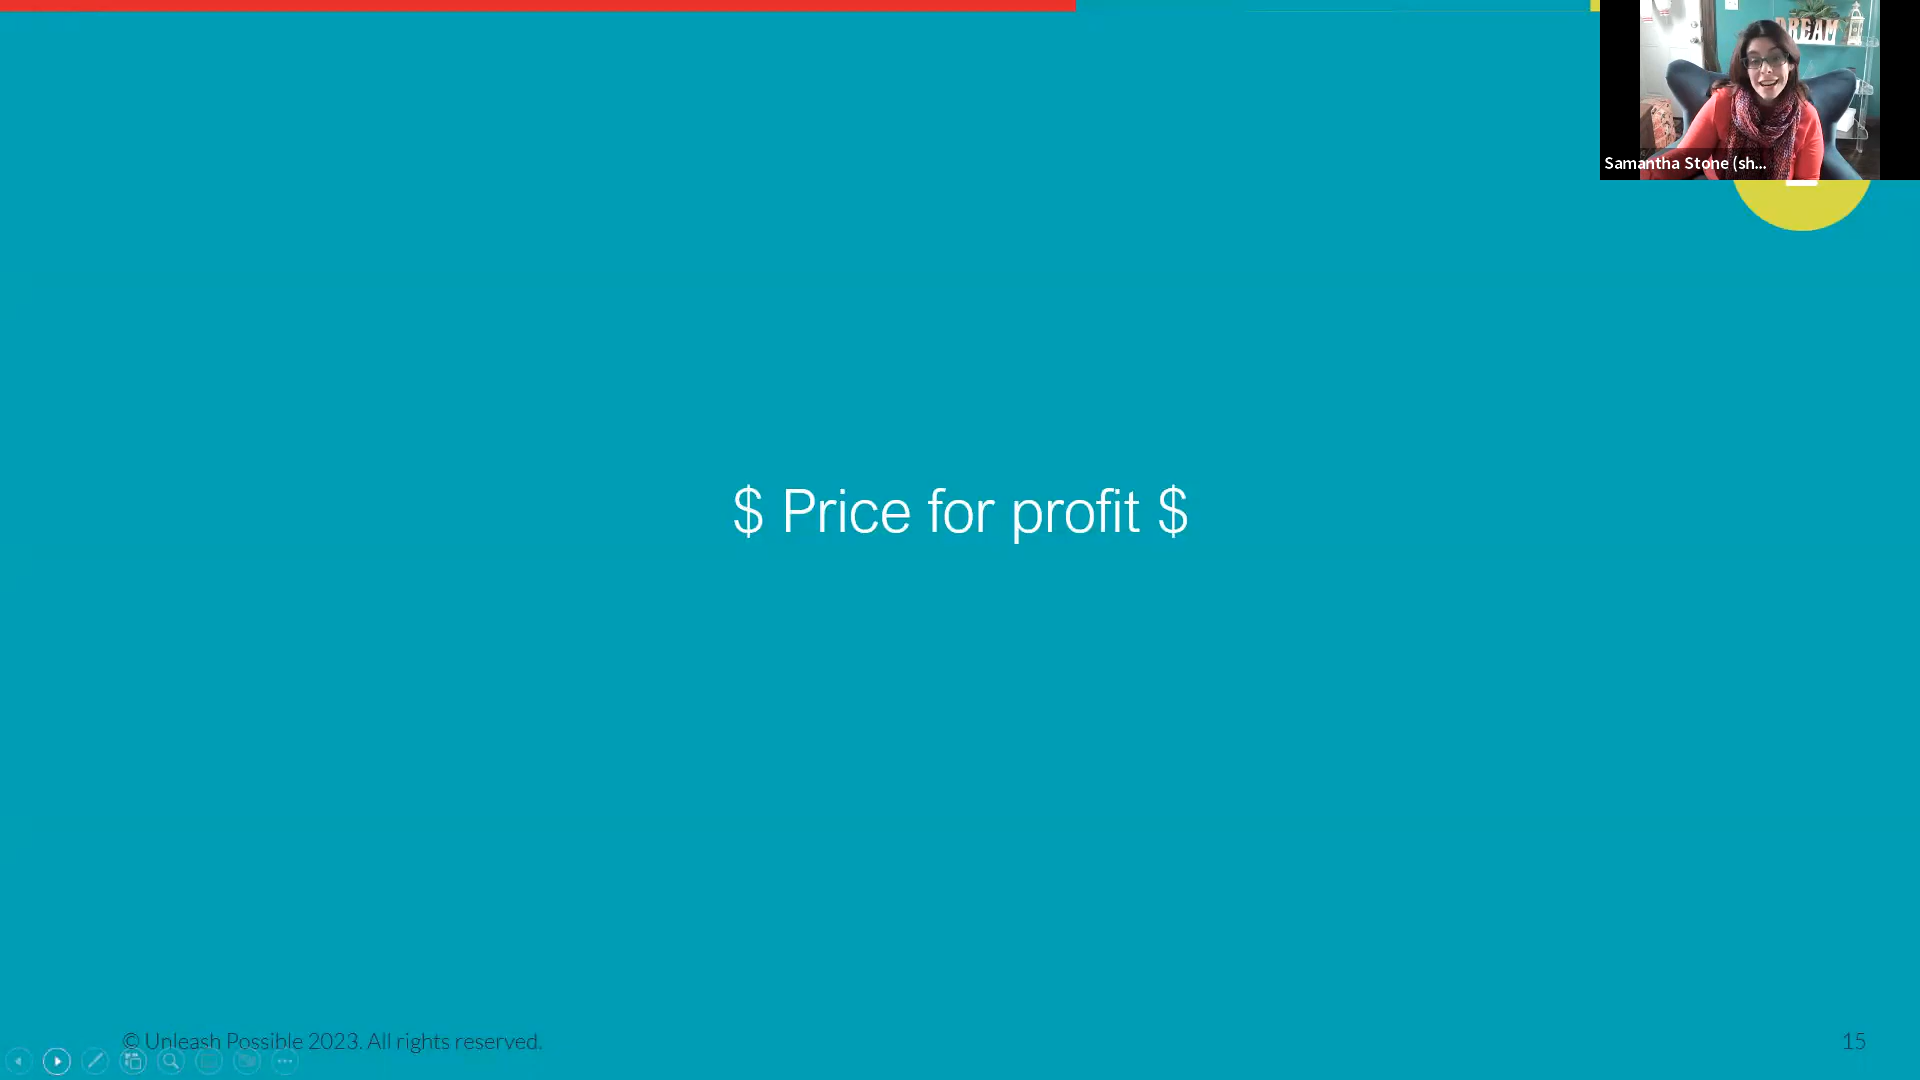 DREAM
Samantha Stone (sh...
$ Price for profit $
© Unleash Possible 2023. All rights reserved.
15